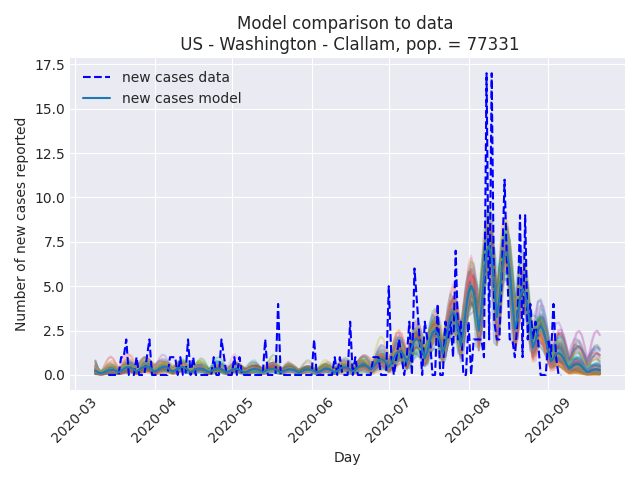 Model comparison to data
US - Washington - Clallam, pop. = 77331
new cases data
new cases model
Number of new cases reported
17.5
15.0
12.5
10.0
7.5
5.0
2.5
0.0
2020-03
2020-04
2020-05
2020-06
2020-07
2020-08
2020-09
Day